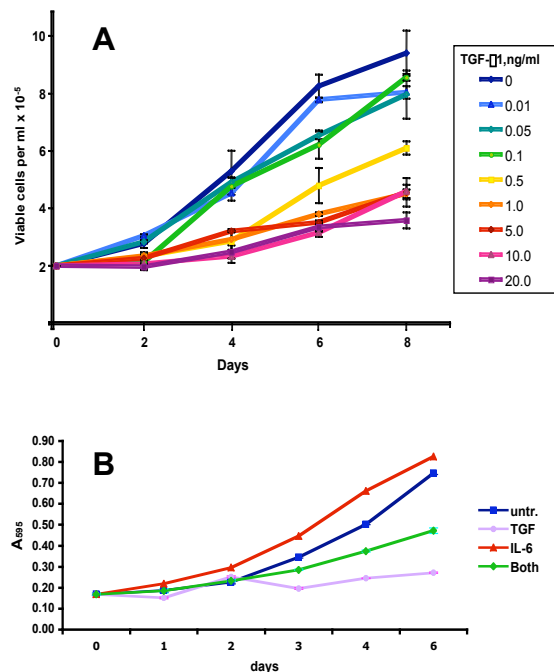 A
TGF-▯1,ng/ml
0
0.01
0.05
0.1
0.5
1.0
5.0
10.0
20.0
Viable cells per ml x 10-5
10
8
6
4
2
0 2 4 6 8
Days
B
A595
0.90
0.80
0.70
0.60
0.50
0.40
0.30
0.20
0.10
0.00
0 1 2 3 4 6
days
untr.
TGF
IL-6
Both